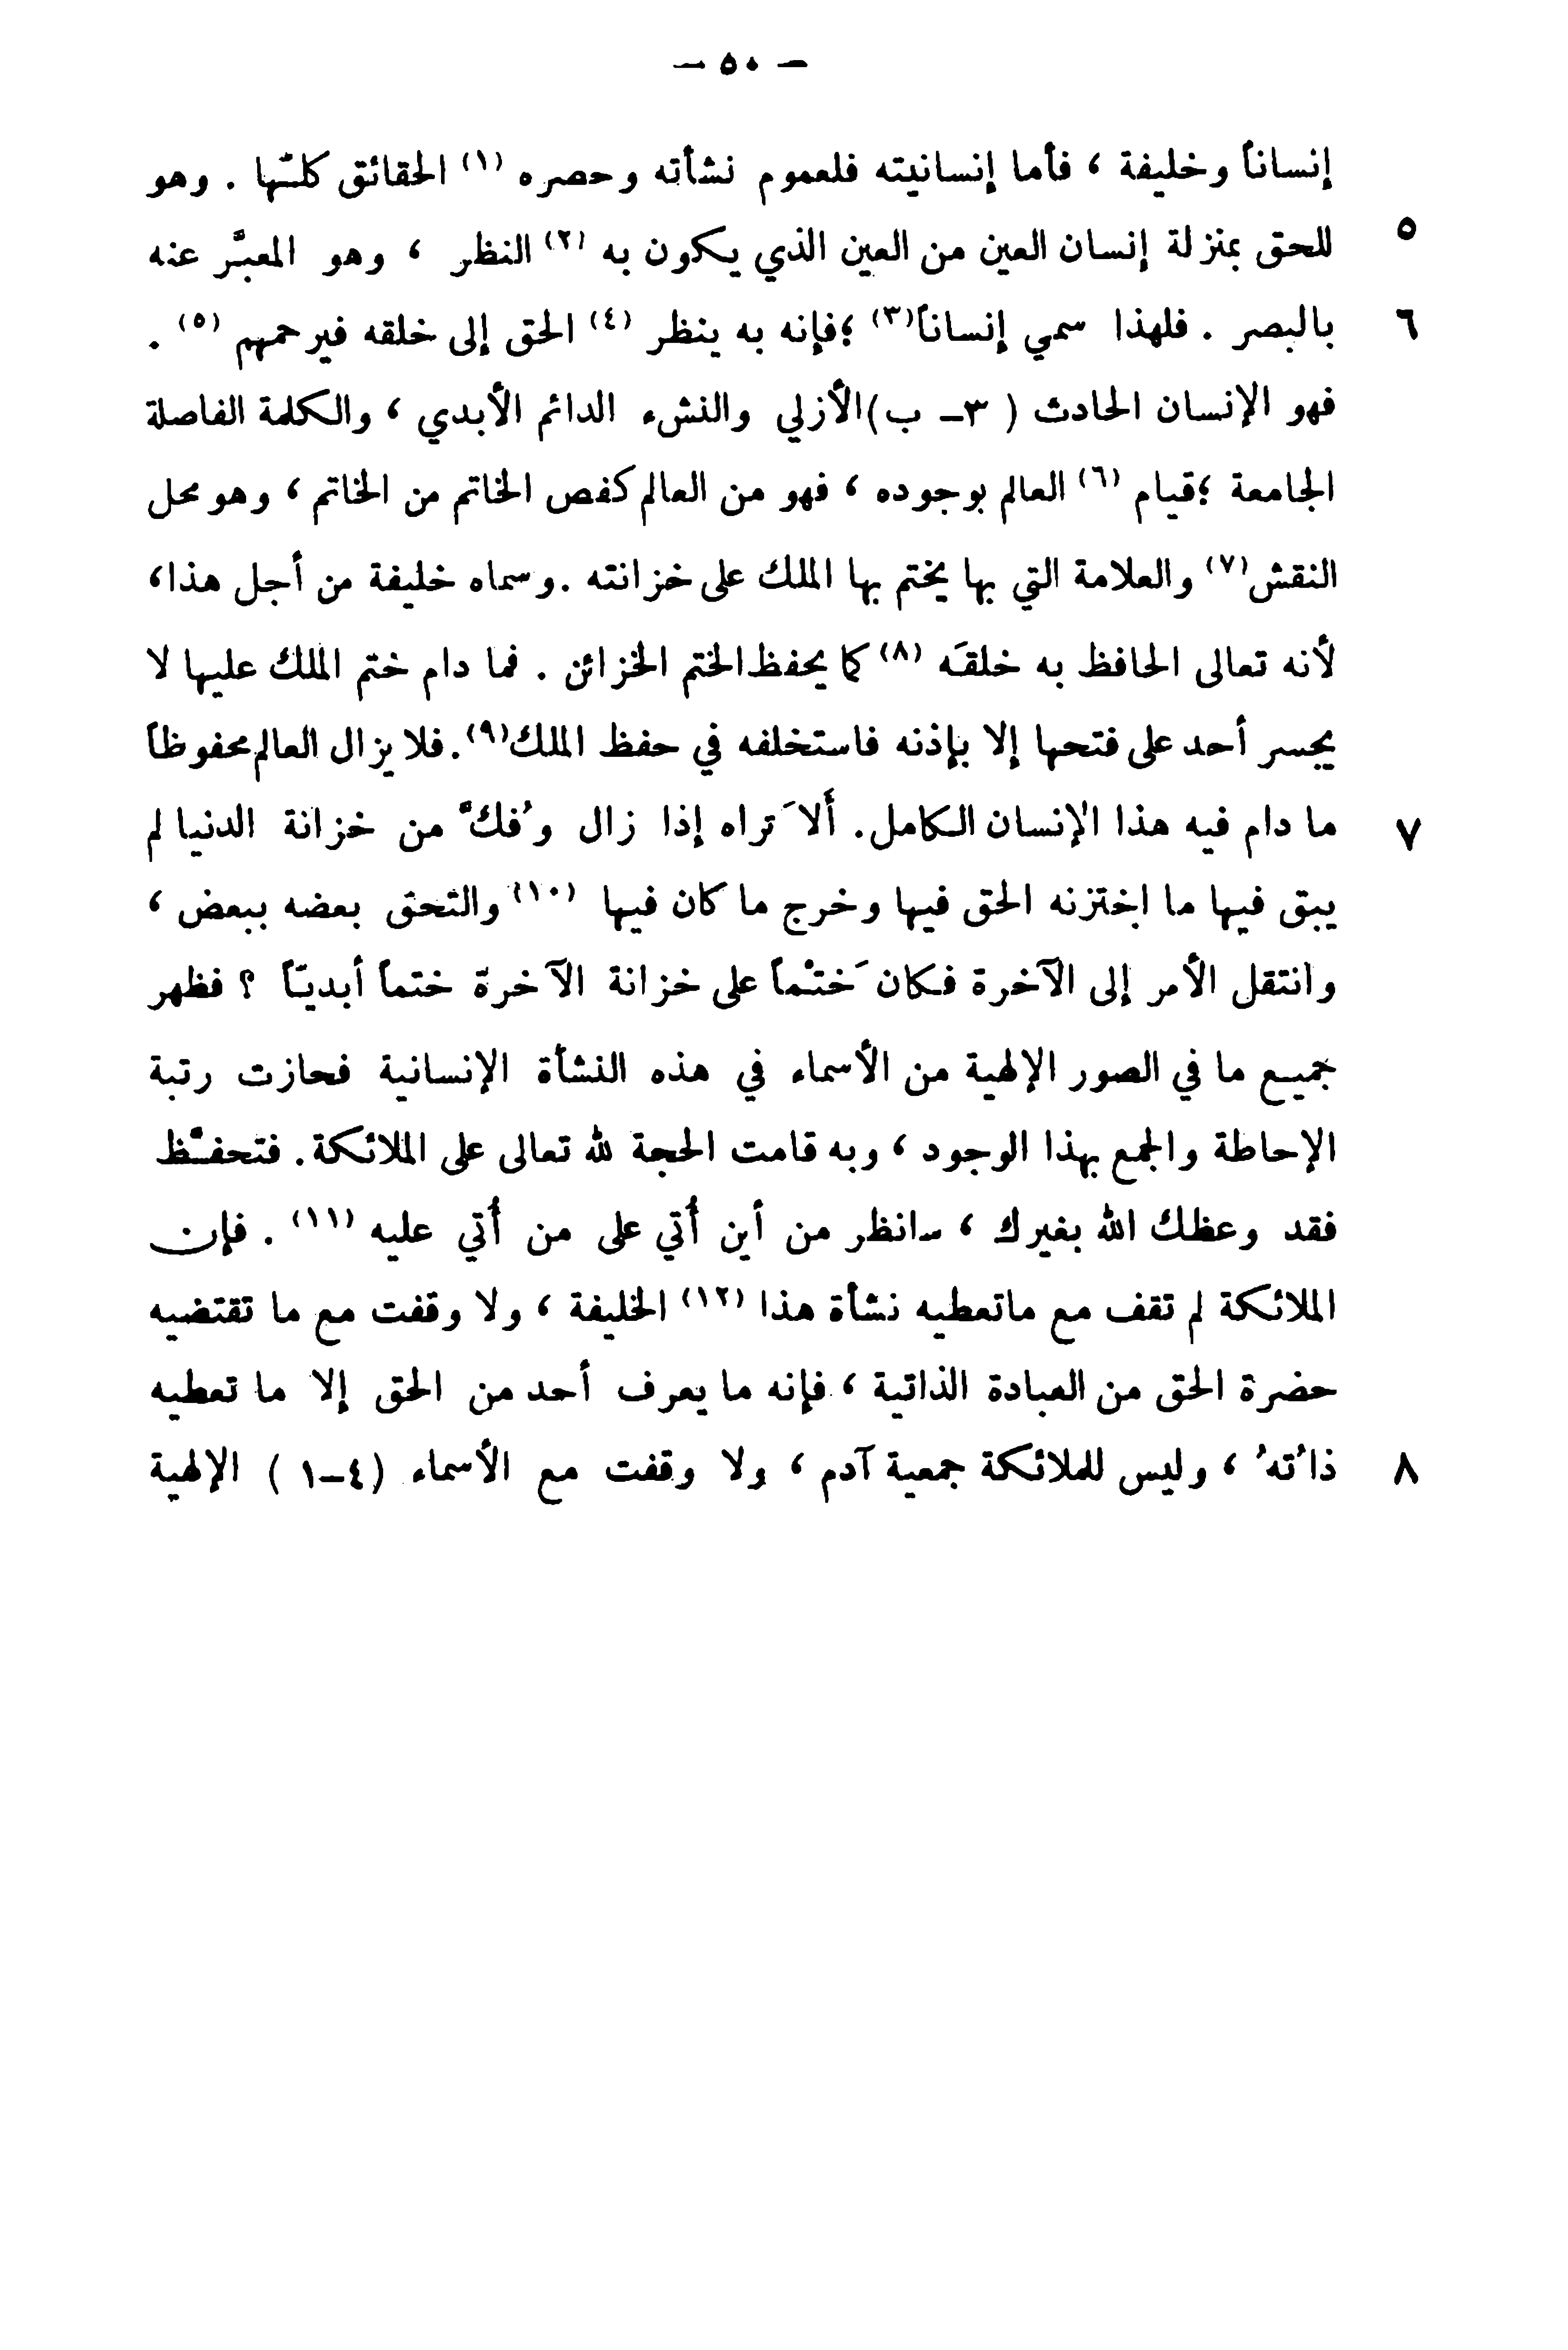 — ٥٠ —
إنساناً وخليفة ، فأما إنسانيته فلعموم نشأته وحصره (١) الحقائق كلّها . وهو
٥ للحق بمنزلة إنسان العين من العين الذي يكون به (٢) النظر ، وهو المعبَّر عنه
٦ بالبصر . فلهذا سمي إنساناً(٣) ؛فإنه به ينظر (٤) الحق إلى خلقه فيرحمهم (٥) .
فهو الإنسان الحادث ( ٣– ب)الأزلي والنشء الدائم الأبدي ، والكلمة الفاصلة
الجامعة ؛قيام (٦) العالم بوجوده ، فهو من العالم كفص الخاتم من الخاتم ، وهو محل
النقش(٧) والعلامة التي بها يختم بها الملك على خزانته .وسماه خليفة من أجل هذا،
لأنه تعالى الحافظ به خلقَه (٨) كما يحفظ الختم الخزائن . فما دام ختم الملك عليها لا
يجسر أحد على فتحها إلا بإذنه فاستخلفه في حفظ الملك(٩).فلا يزال العالم محفوظاً
٧ ما دام فيه هذا الإنسان الكامل. ألَا تراه إذا زال وفُكَّ من خزانة الدنيا لم
يبق فيها ما اختزنه الحق فيها وخرج ما كان فيها (١٠) والتحق بعضه ببعض ،
وانتقل الأمر إلى الآخرة فكان خَتْماً على خزانة الآخرة ختماً أبديّاً ؟ فظهر
جميع ما في الصور الإلهية من الأسماء في هذه النشأة الإنسانية فحازت رتبة
الإحاطة والجمع بهذا الوجود ، وبه قامت الحجة لله تعالى على الملائكة. فتحفَّظ
فقد وعظك الله بغيرك ، وانظر من أين أُتي على من أُتي عليه (١١) . فإن
الملائكة لم تقف مع ماتعطيه نشأة هذا (١٢) الخليفة ، ولا وقفت مع ما تقتضيه
حضرة الحق من العبادة الذاتية ، فإنه ما يعرف أحد من الحق إلا ما تعطيه
٨ ذاتُهُ ، وليس للملائكة جمعية آدم ، ولا وقفت مع الأسماء (٤–١ ) الإلهية